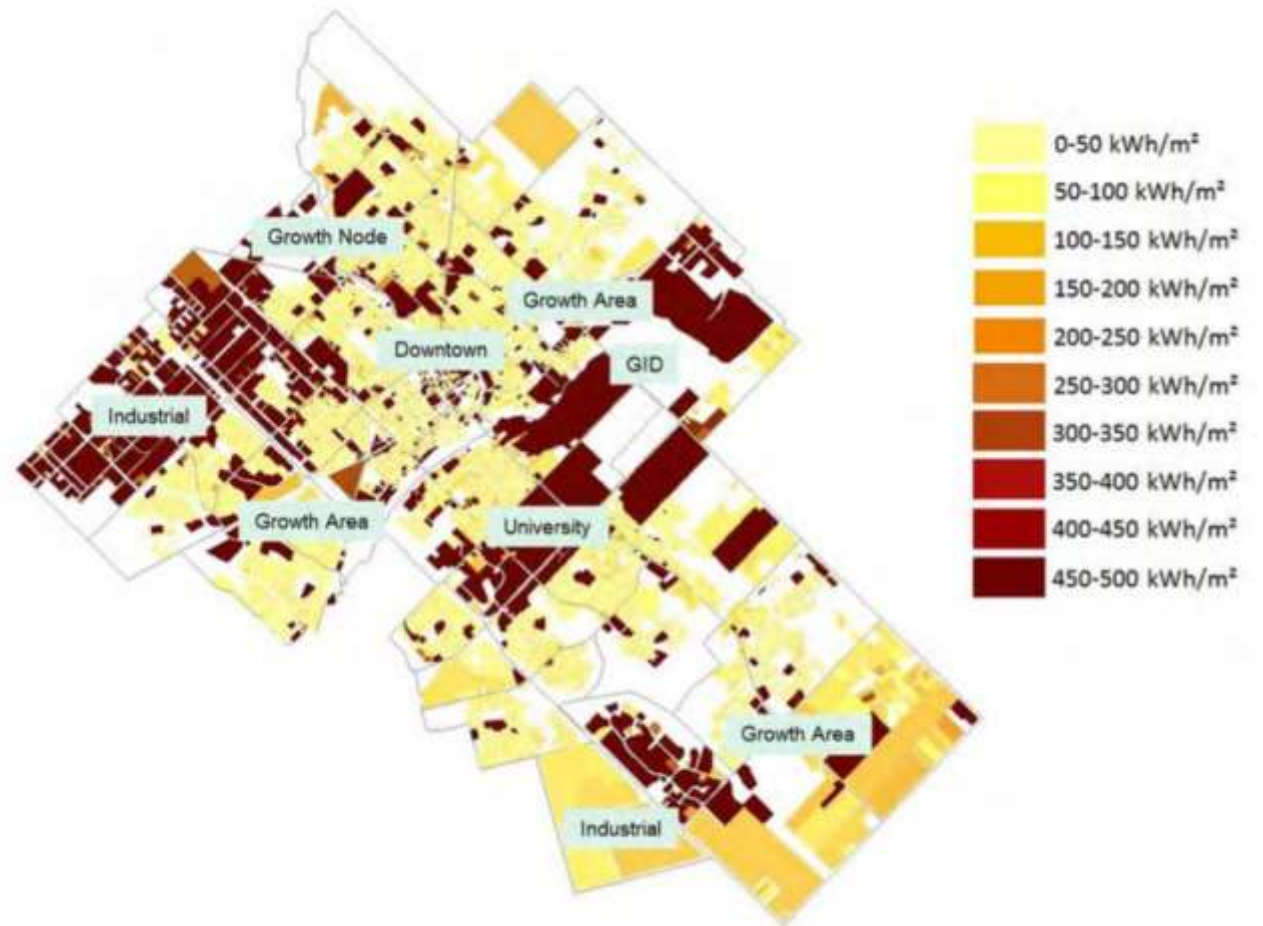 0-50 kWh/m²
50-100 kWh/m²
100-150 kWh/m²
150-200 kWh/m²
200-250 kWh/m²
250-300 kWh/m²
300-350 kWh/m²
350-400 kWh/m²
400-450 kWh/m²
450-500 kWh/m²
Growth Node
Growth Area
Downtown
GID
Industrial
Growth Area
University
Growth Area
Industrial